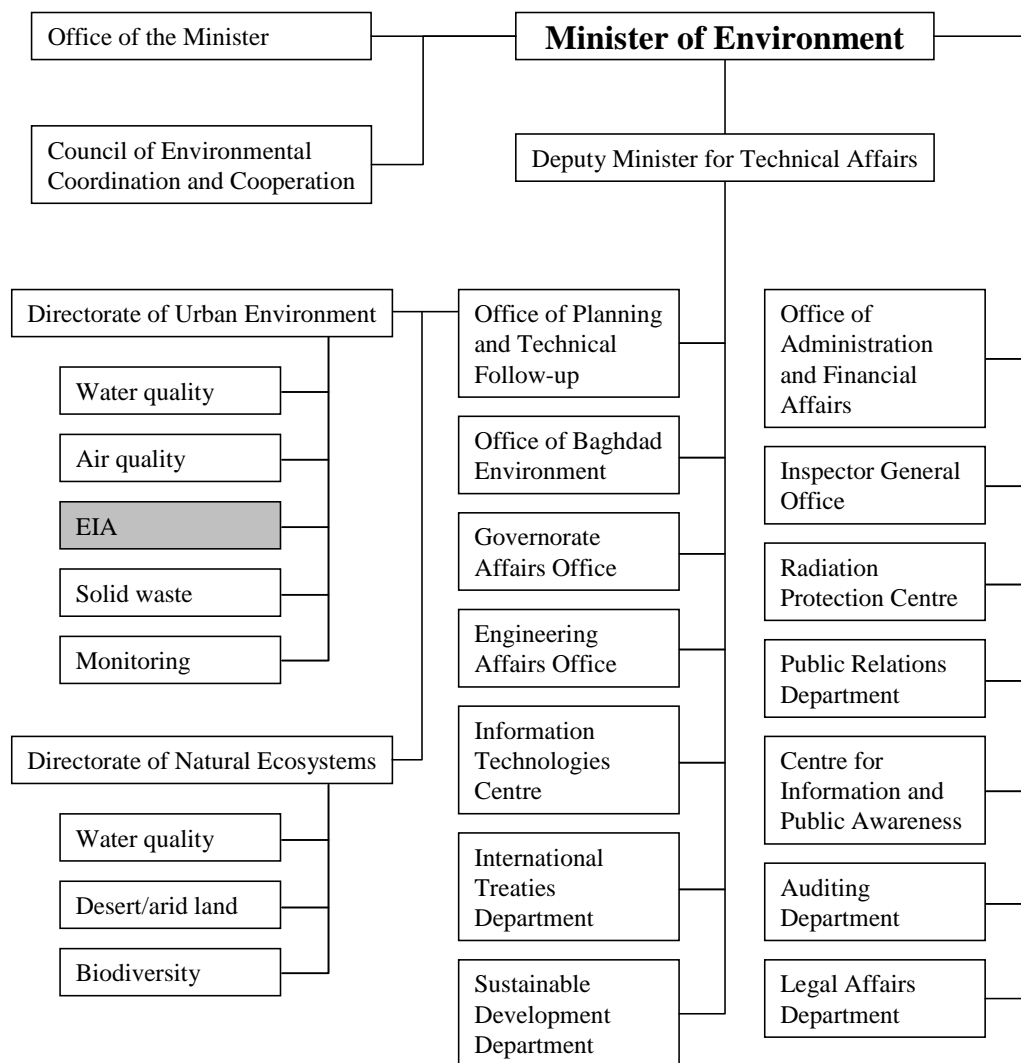 Office of the Minister
Minister of Environment
Council of Environmental
Coordination and Cooperation
Deputy Minister for Technical Affairs
Directorate of Urban Environment
Water quality
Air quality
EIA
Solid waste
Monitoring
Directorate of Natural Ecosystems
Water quality
Desert/arid land
Biodiversity
Office of Planning
and Technical
Follow-up
Office of Baghdad
Environment
Governorate
Affairs Office
Engineering
Affairs Office
Information
Technologies
Centre
International
Treaties
Department
Sustainable
Development
Department
Office of
Administration
and Financial
Affairs
Inspector General
Office
Radiation
Protection Centre
Public Relations
Department
Centre for
Information and
Public Awareness
Auditing
Department
Legal Affairs
Department